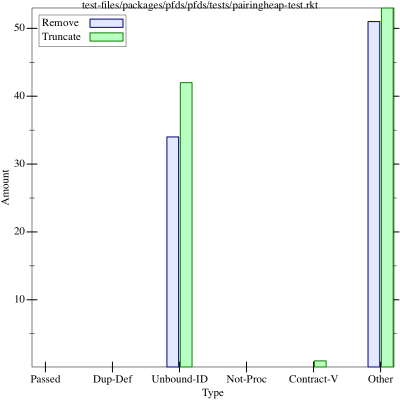 test-files/packages/pfds/pfds/tests/pairingheap-test.rkt
Remove
Truncate
50
40
30
20
10
Amount
Passed Dup-Def Unbound-ID Not-Proc Contract-V Other
Type